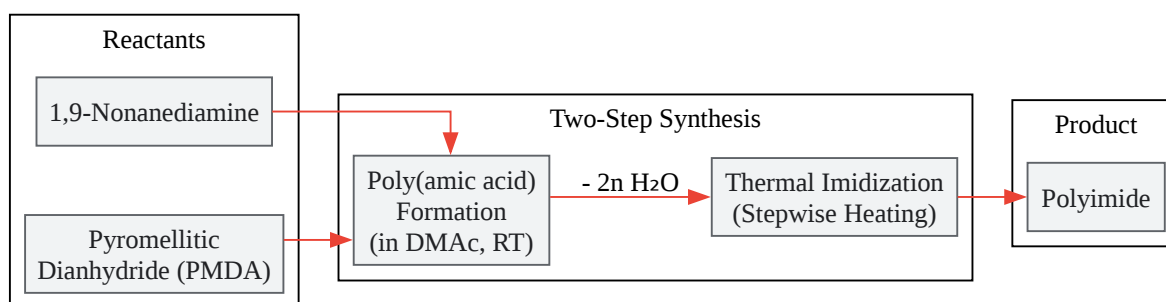 Reactants
1,9-Nonanediamine
Pyromellitic
Dianhydride (PMDA)
Two-Step Synthesis
Poly(amic acid)
Formation
(in DMAc, RT)
- 2n H₂O
Thermal Imidization
(Stepwise Heating)
Product
Polyimide